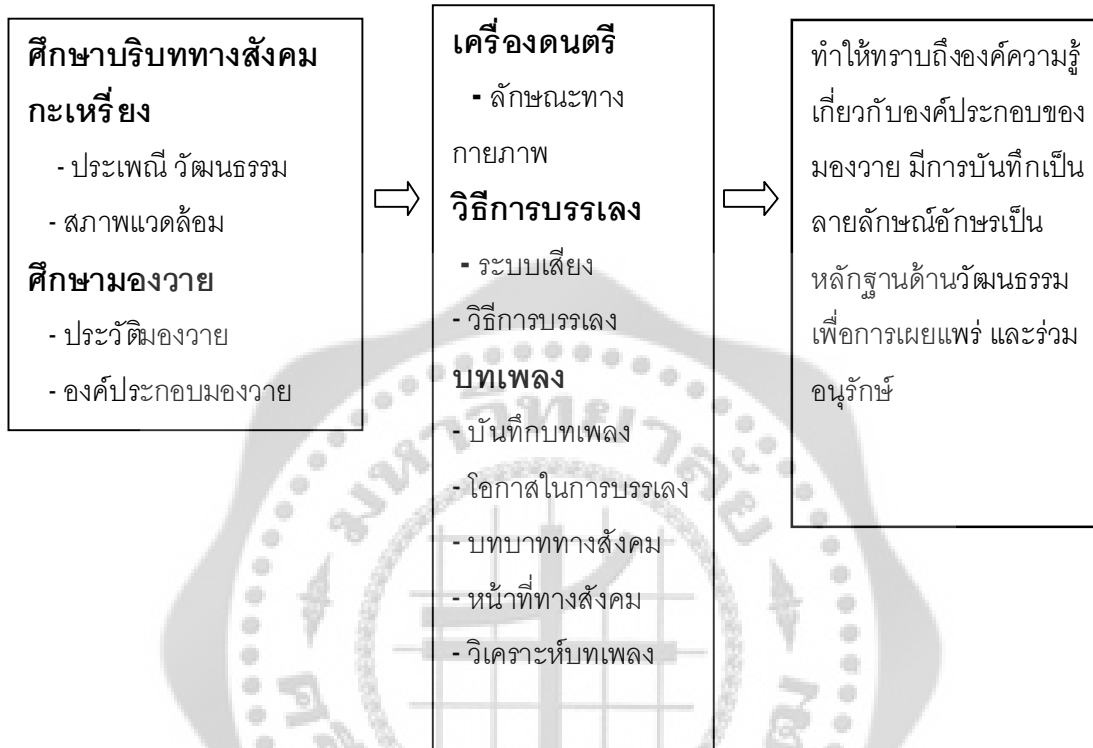 ศึกษาบริบททางสังคม
กะเหรี่ยง
- ประเพณี วัฒนธรรม
- สภาพแวดล้อม
ศึกษามองวาย
- ประวัติมองวาย
- องค์ประกอบมองวาย
เครื่องดนตรี
- ลักษณะทาง
กายภาพ
วิธีการบรรเลง
- ระบบเสียง
- วิธีการบรรเลง
บทเพลง
- บันทึกบทเพลง
- โอกาสในการบรรเลง
- บทบาททางสังคม
- หน้าที่ทางสังคม
- วิเคราะห์บทเพลง
ทำให้ทราบถึงองค์ความรู้
เกี่ยวกับองค์ประกอบของ
มองวาย มีการบันทึกเป็น
ลายลักษณ์อักษรเป็น
หลักฐานด้านวัฒนธรรม
เพื่อการเผยแพร่ และร่วม
อนุรักษ์
มหาวิทยาลัย